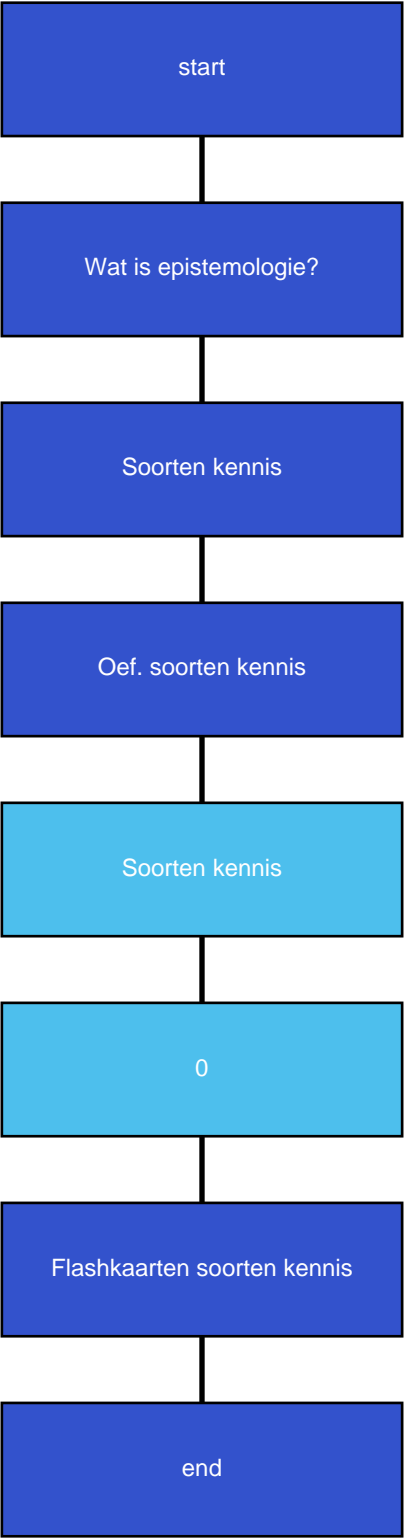 start
Wat is epistemologie?
Soorten kennis
Oef. soorten kennis
Soorten kennis
0
Flashkaarten soorten kennis
end